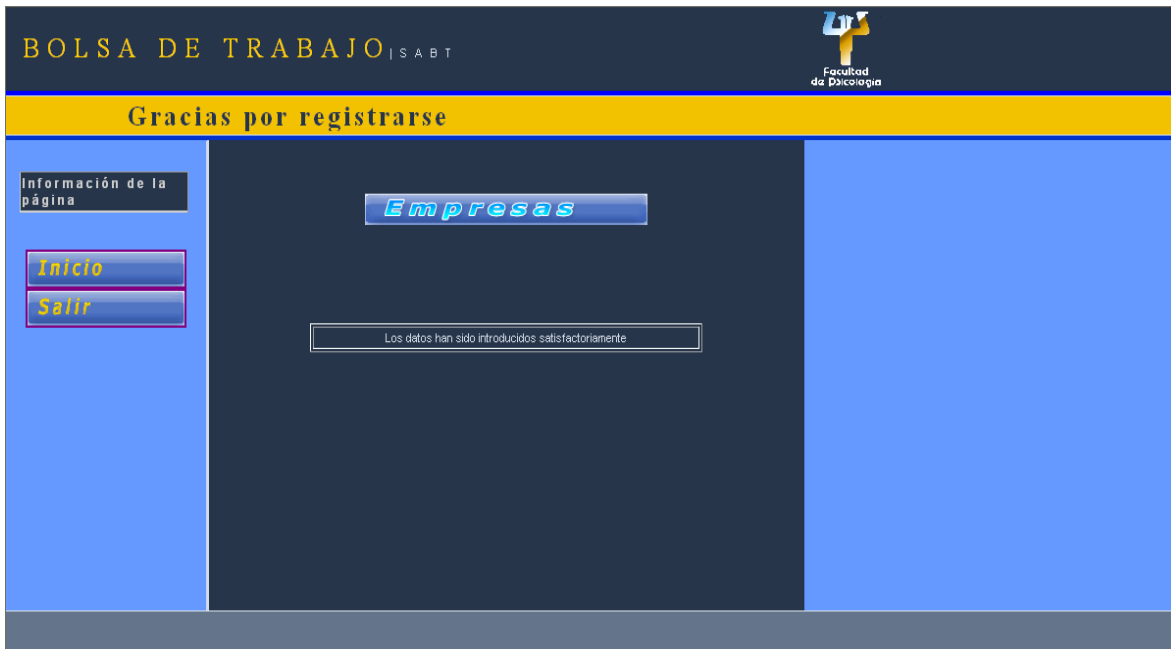 BOLSA DE TRABAJO|SABT
Facultad
de Psicología
Gracias por registrarse
Información de la
página
Empresas
Inicio
Salir
Los datos han sido introducidos satisfactoriamente